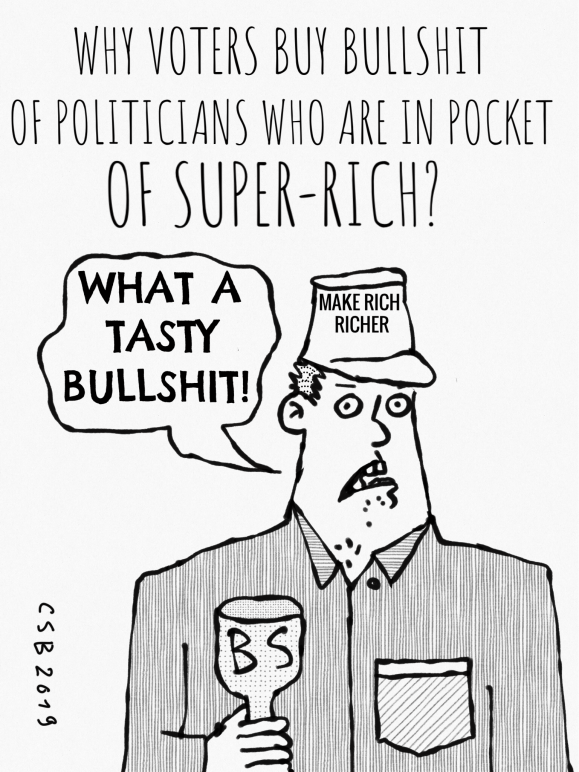 WHY VOTERS BUY BULLSHIT
OF POLITICIANS WHO ARE IN POCKET
OF SUPER-RICH?
WHAT A
TASTY
BULLSHIT!
MAKE RICH
RICHER
BS
CSB 2019